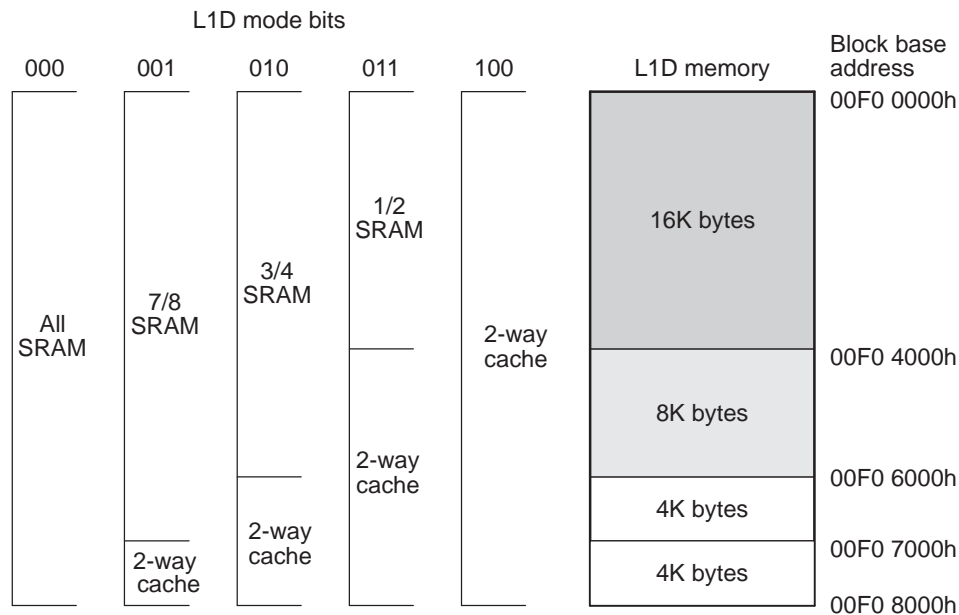 L1D mode bits
000 001 010 011 100 L1D memory
Block base
address
00F0 0000h
1/2
SRAM
16K bytes
3/4
SRAM
7/8
SRAM
All
SRAM
2-way
cache
00F0 4000h
8K bytes
2-way
cache
00F0 6000h
4K bytes
2-way
cache
00F0 7000h
2-way
cache
4K bytes
00F0 8000h